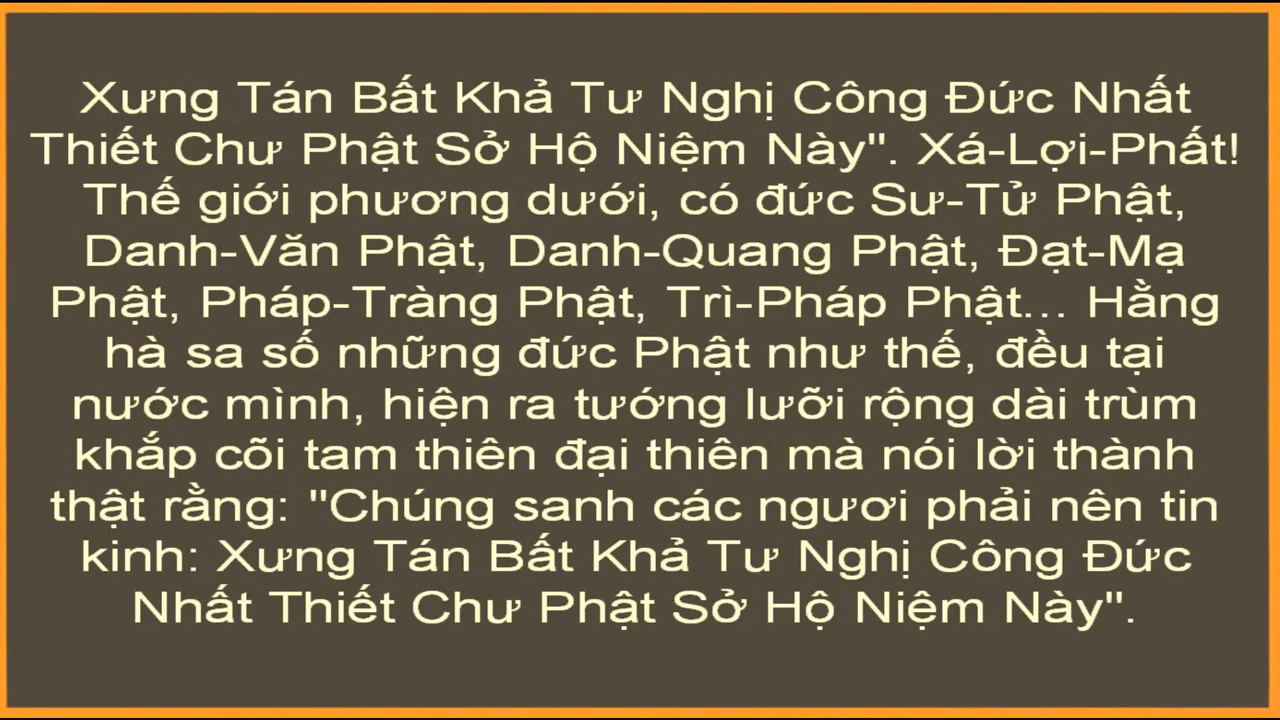 Xưng Tán Bất Khả Tư Nghị Công Đức Nhất
Thiết Chư Phật Sở Hộ Niệm Này". Xá-Lợi-Phất!
Thế giới phương dưới, có đức Sư-Tử Phật,
Danh-Văn Phật, Danh-Quang Phật, Đạt-Mạ
Phật, Pháp-Tràng Phật, Trì-Pháp Phật... Hằng
hà sa số những đức Phật như thế, đều tại
nước mình, hiện ra tướng lưỡi rộng dài trùm
khắp cõi tam thiên đại thiên mà nói lời thành
thật rằng: "Chúng sanh các ngươi phải nên tin
kinh: Xưng Tán Bất Khả Tư Nghị Công Đức
Nhất Thiết Chư Phật Sở Hộ Niệm Này".